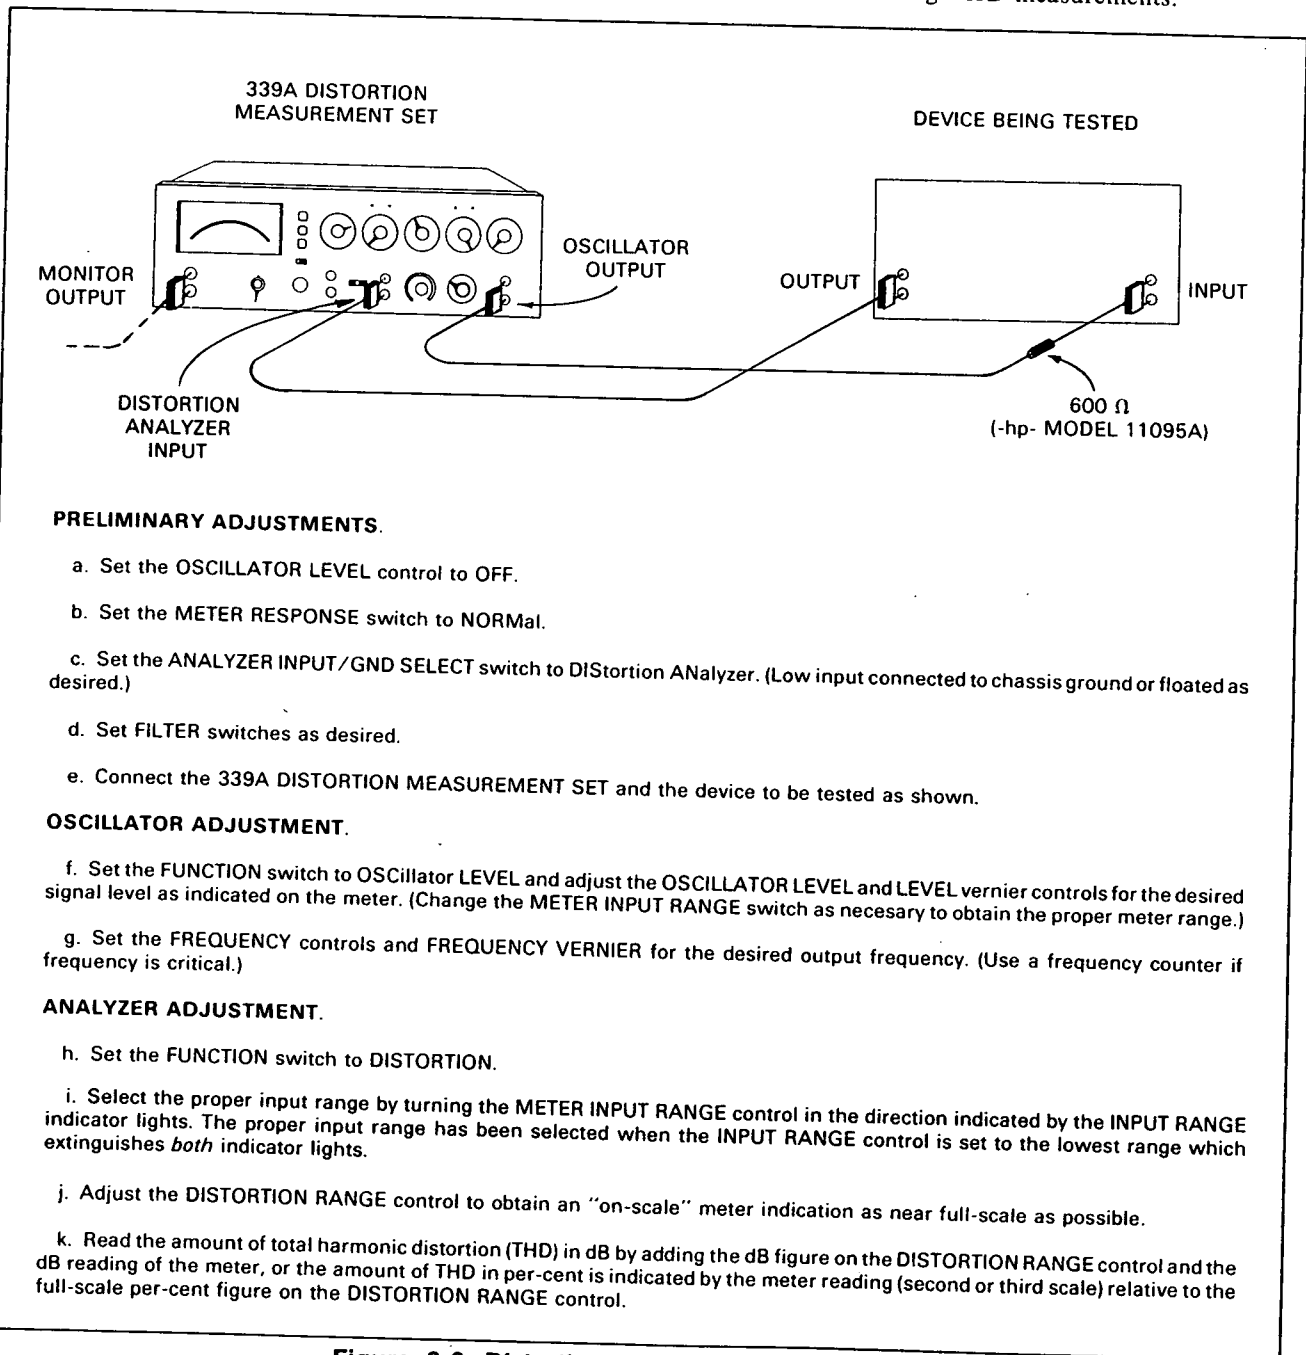 measurements.
339A DISTORTION
MEASUREMENT SET
DEVICE BEING TESTED
MONITOR
OUTPUT
OSCILLATOR
OUTPUT
OUTPUT
INPUT
DISTORTION
ANALYZER
INPUT
600 Ω
(-hp- MODEL 11095A)
PRELIMINARY ADJUSTMENTS.
a. Set the OSCILLATOR LEVEL control to OFF.
b. Set the METER RESPONSE switch to NORMal.
c. Set the ANALYZER INPUT/GND SELECT switch to DIStortion ANalyzer. (Low input connected to chassis ground or floated as
desired.)
d. Set FILTER switches as desired.
e. Connect the 339A DISTORTION MEASUREMENT SET and the device to be tested as shown.
OSCILLATOR ADJUSTMENT.
f. Set the FUNCTION switch to OSCillator LEVEL and adjust the OSCILLATOR LEVEL and LEVEL vernier controls for the desired
signal level as indicated on the meter. (Change the METER INPUT RANGE switch as necesary to obtain the proper meter range.)
g. Set the FREQUENCY controls and FREQUENCY VERNIER for the desired output frequency. (Use a frequency counter if
frequency is critical.)
ANALYZER ADJUSTMENT.
h. Set the FUNCTION switch to DISTORTION.
i. Select the proper input range by turning the METER INPUT RANGE control in the direction indicated by the INPUT RANGE
indicator lights. The proper input range has been selected when the INPUT RANGE control is set to the lowest range which
extinguishes both indicator lights.
j. Adjust the DISTORTION RANGE control to obtain an "on-scale" meter indication as near full-scale as possible.
k. Read the amount of total harmonic distortion (THD) in dB by adding the dB figure on the DISTORTION RANGE control and the
dB reading of the meter, or the amount of THD in per-cent is indicated by the meter reading (second or third scale) relative to the
full-scale per-cent figure on the DISTORTION RANGE control.